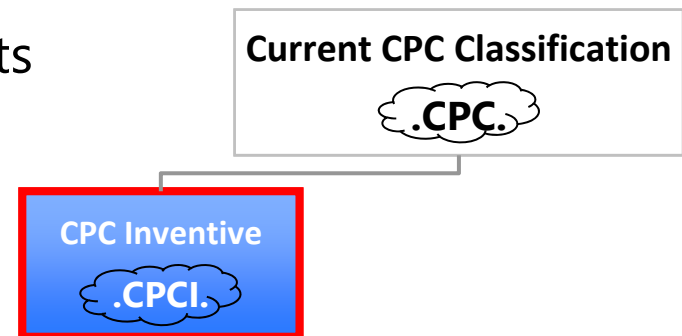 ts
Current CPC Classification
.CPC.
CPC Inventive
.CPCI.